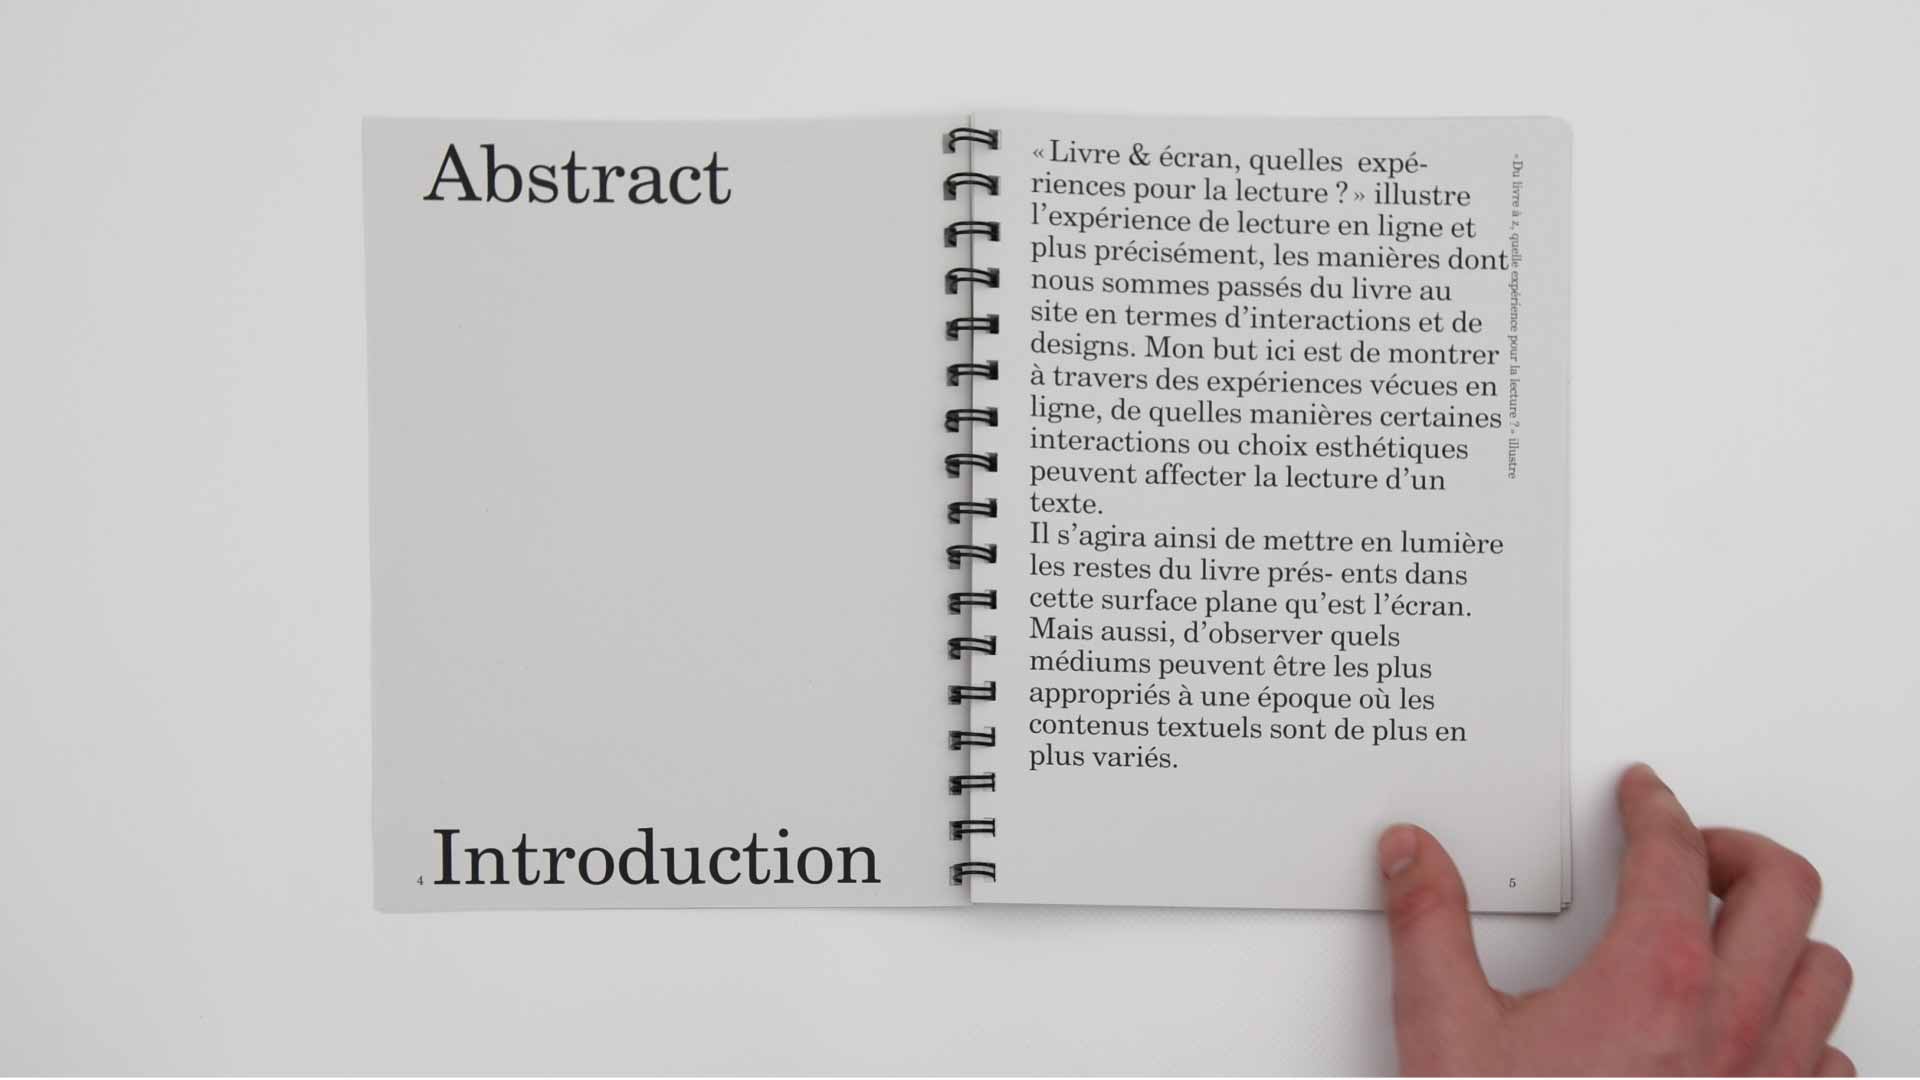 Abstract
4 Introduction
« Livre & écran, quelles expé-
riences pour la lecture ? » illustre
l’expérience de lecture en ligne et
plus précisément, les manières dont
nous sommes passés du livre au
site en termes d’interactions et de
designs. Mon but ici est de montrer
à travers des expériences vécues en
ligne, de quelles manières certaines
interactions ou choix esthétiques
peuvent affecter la lecture d’un
texte.
Il s’agira ainsi de mettre en lumière
les restes du livre prés- ents dans
cette surface plane qu’est l’écran.
Mais aussi, d’observer quels
médiums peuvent être les plus
appropriés à une époque où les
contenus textuels sont de plus en
plus variés.
« Du livre à z, quelle expérience pour la lecture ? » illustre
5